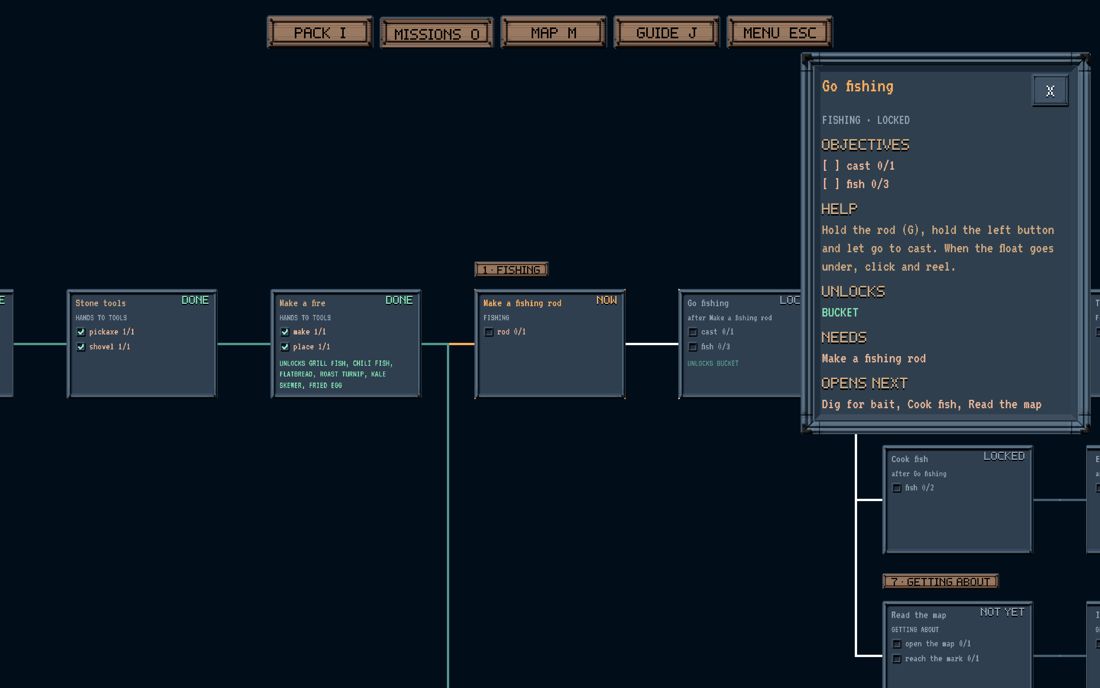 PACK I
MISSIONS O
MAP M
GUIDE J
MENU ESC
Go fishing
X
FISHING · LOCKED
OBJECTIVES
[ ] cast 0/1
[ ] fish 0/3
HELP
Hold the rod (G), hold the left button
and let go to cast. When the float goes
under, click and reel.
UNLOCKS
BUCKET
NEEDS
Make a fishing rod
OPENS NEXT
Dig for bait, Cook fish, Read the map
Stone tools
DONE
HANDS TO TOOLS
pickaxe 1/1
shovel 1/1
Make a fire
DONE
HANDS TO TOOLS
make 1/1
place 1/1
UNLOCKS GRILL FISH, CHILI FISH,
FLATBREAD, ROAST TURNIP, KALE
SKEWER, FRIED EGG
1 · FISHING
Make a fishing rod
NOW
FISHING
rod 0/1
Go fishing
LOC
after Make a fishing rod
cast 0/1
fish 0/3
UNLOCKS BUCKET
Cook fish
LOCKED
after Go fishing
fish 0/2
7 · GETTING ABOUT
Read the map
NOT YET
GETTING ABOUT
open the map 0/1
reach the mark 0/1